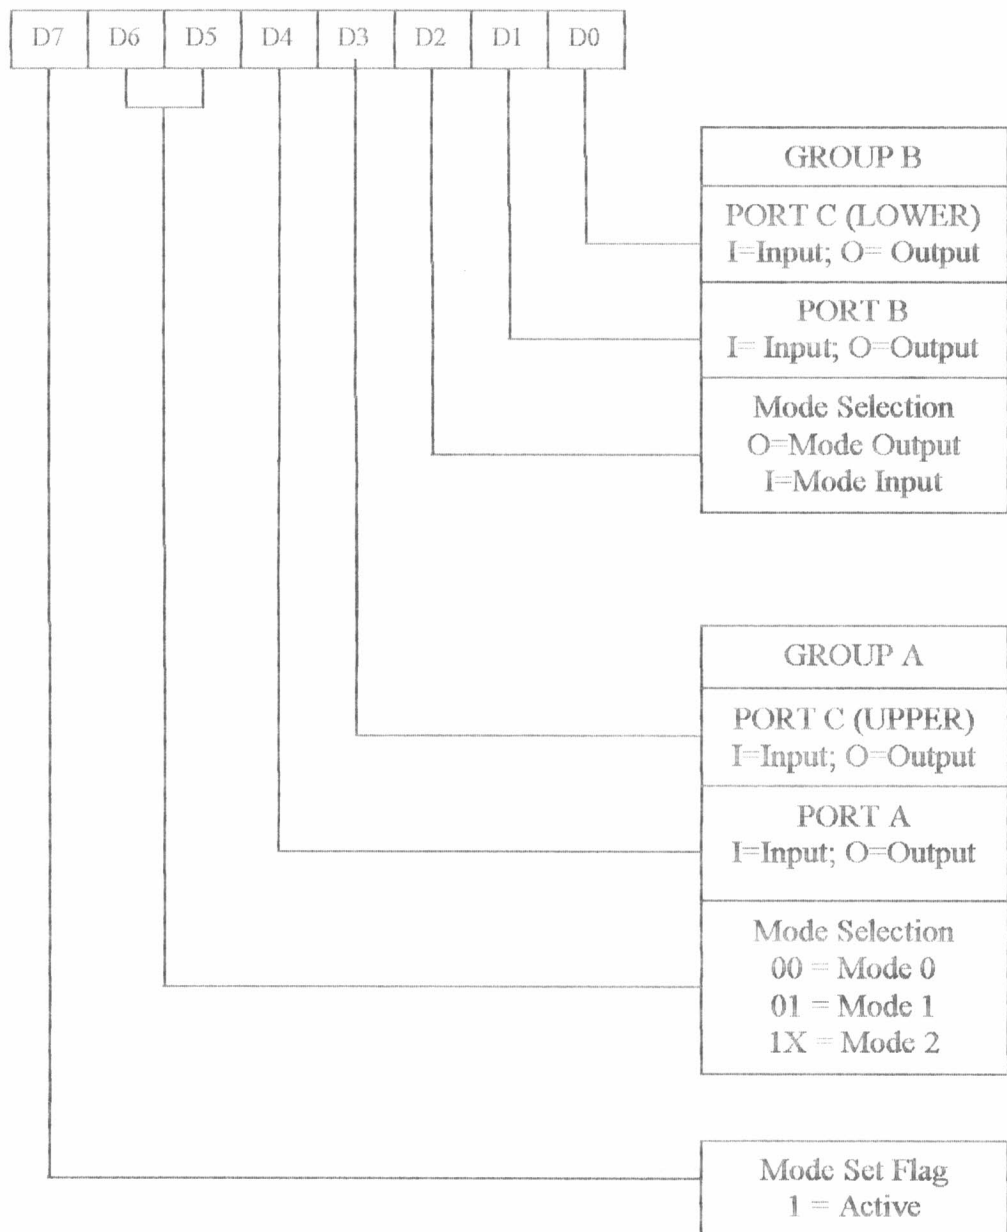 D7 D6 D5 D4 D3 D2 D1 D0
GROUP B
PORT C (LOWER)
I=Input; O= Output
PORT B
I= Input; O=Output
Mode Selection
O=Mode Output
I=Mode Input
GROUP A
PORT C (UPPER)
I=Input; O=Output
PORT A
I=Input; O=Output
Mode Selection
00 = Mode 0
01 = Mode 1
1X = Mode 2
Mode Set Flag
1 = Active